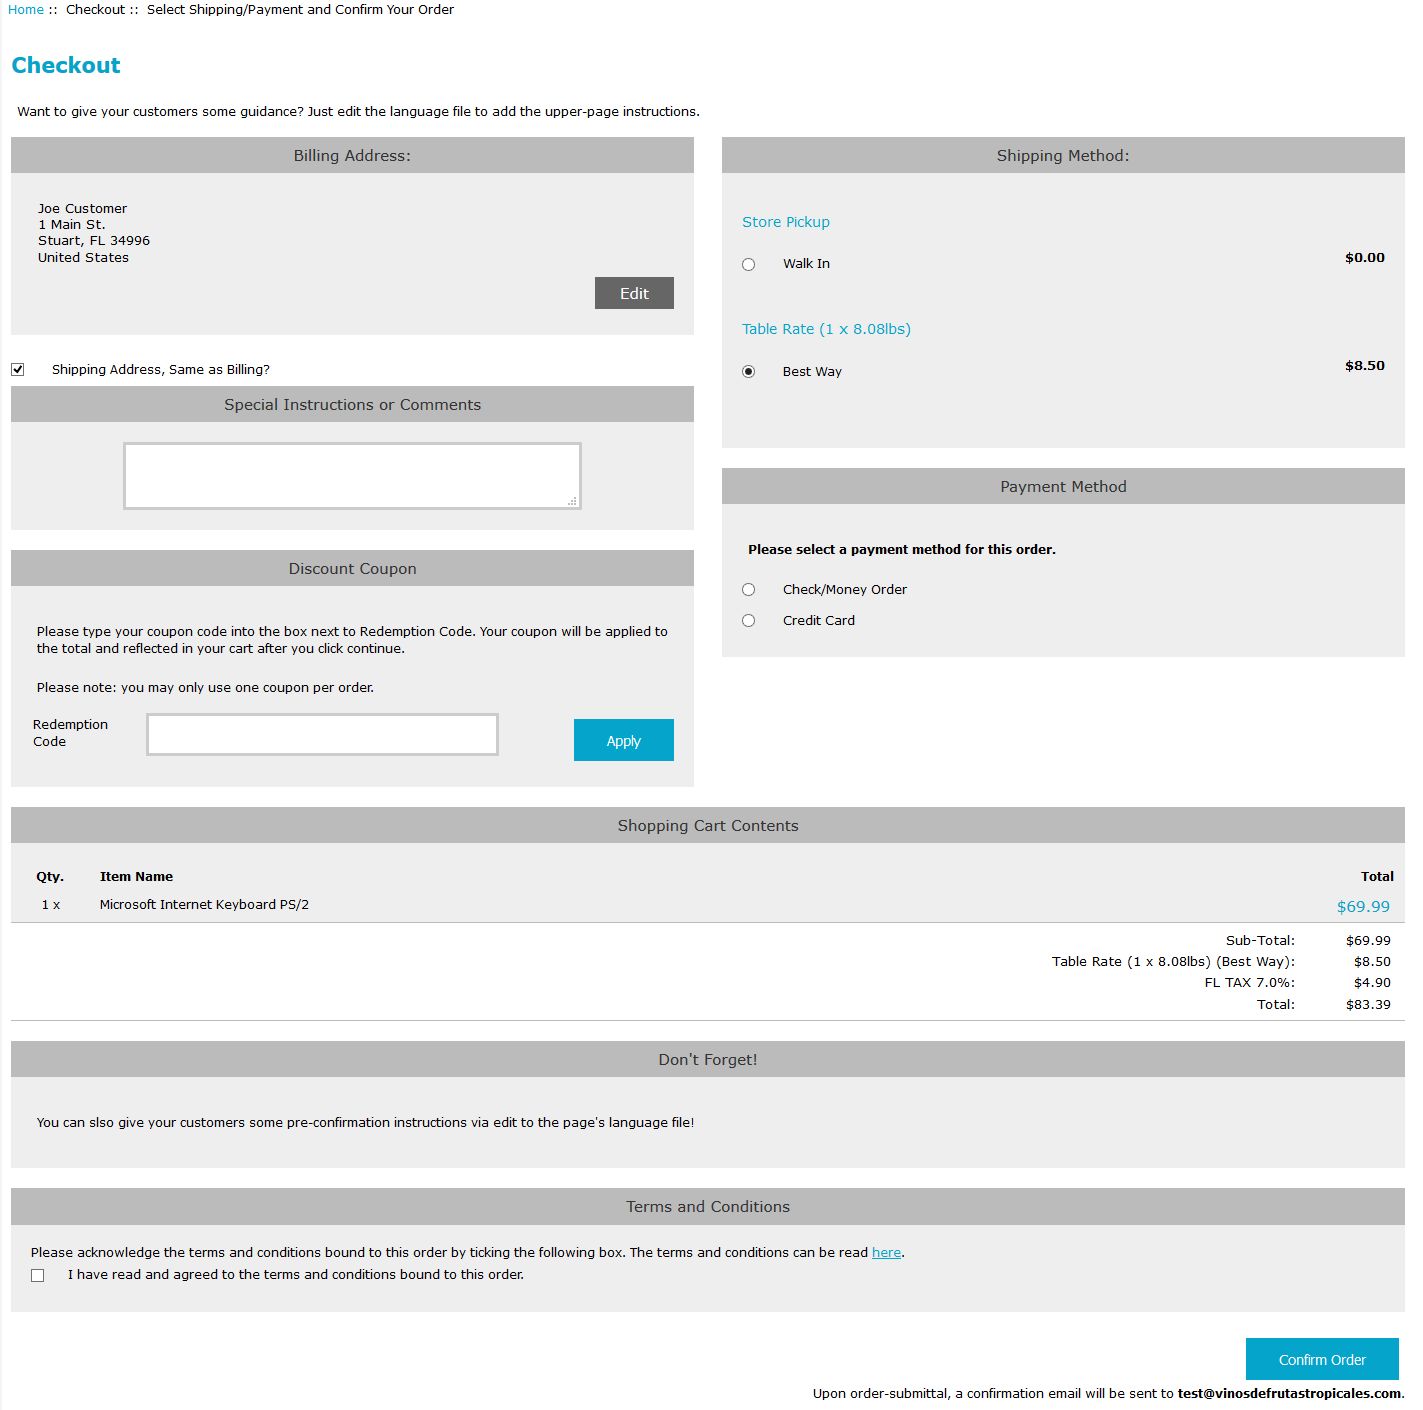 Home :: Checkout :: Select Shipping/Payment and Confirm Your Order
Checkout
Want to give your customers some guidance? Just edit the language file to add the upper-page instructions.
Billing Address:
Joe Customer
1 Main St.
Stuart, FL 34996
United States
Edit
Shipping Address, Same as Billing?
Special Instructions or Comments
Discount Coupon
Please type your coupon code into the box next to Redemption Code. Your coupon will be applied to
the total and reflected in your cart after you click continue.
Please note: you may only use one coupon per order.
Redemption
Code
Apply
Shipping Method:
Store Pickup
Walk In $0.00
Table Rate (1 x 8.08lbs)
Best Way $8.50
Payment Method
Please select a payment method for this order.
Check/Money Order
Credit Card
Shopping Cart Contents
Qty. Item Name Total
1 x Microsoft Internet Keyboard PS/2 $69.99
Sub-Total: $69.99
Table Rate (1 x 8.08lbs) (Best Way): $8.50
FL TAX 7.0%: $4.90
Total: $83.39
Don't Forget!
You can slso give your customers some pre-confirmation instructions via edit to the page's language file!
Terms and Conditions
Please acknowledge the terms and conditions bound to this order by ticking the following box. The terms and conditions can be read here.
I have read and agreed to the terms and conditions bound to this order.
Confirm Order
Upon order-submittal, a confirmation email will be sent to test@vinosdefrutastropicales.com.